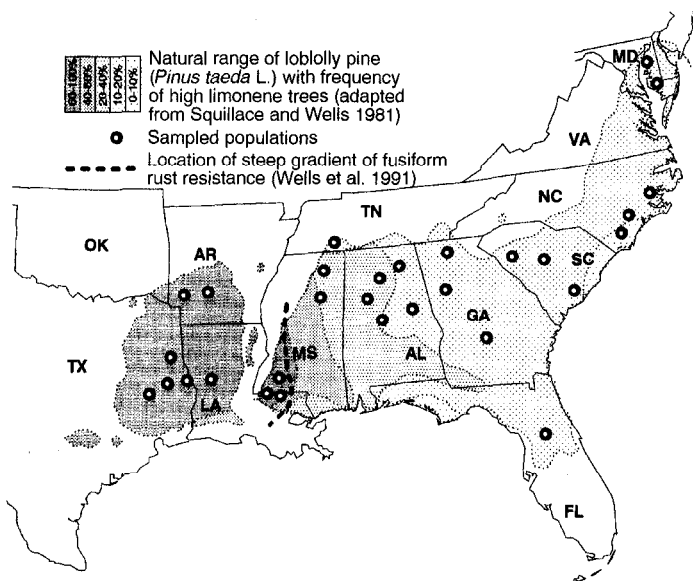 60-100%
40-60%
20-40%
10-20%
0-10%
Natural range of loblolly pine
(Pinus taeda L.) with frequency
of high limonene trees (adapted
from Squillace and Wells 1981)
Sampled populations
Location of steep gradient of fusiform
rust resistance (Wells et al. 1991)
MD
VA
NC
TN
OK
AR
SC
GA
TX
MS
AL
LA
FL